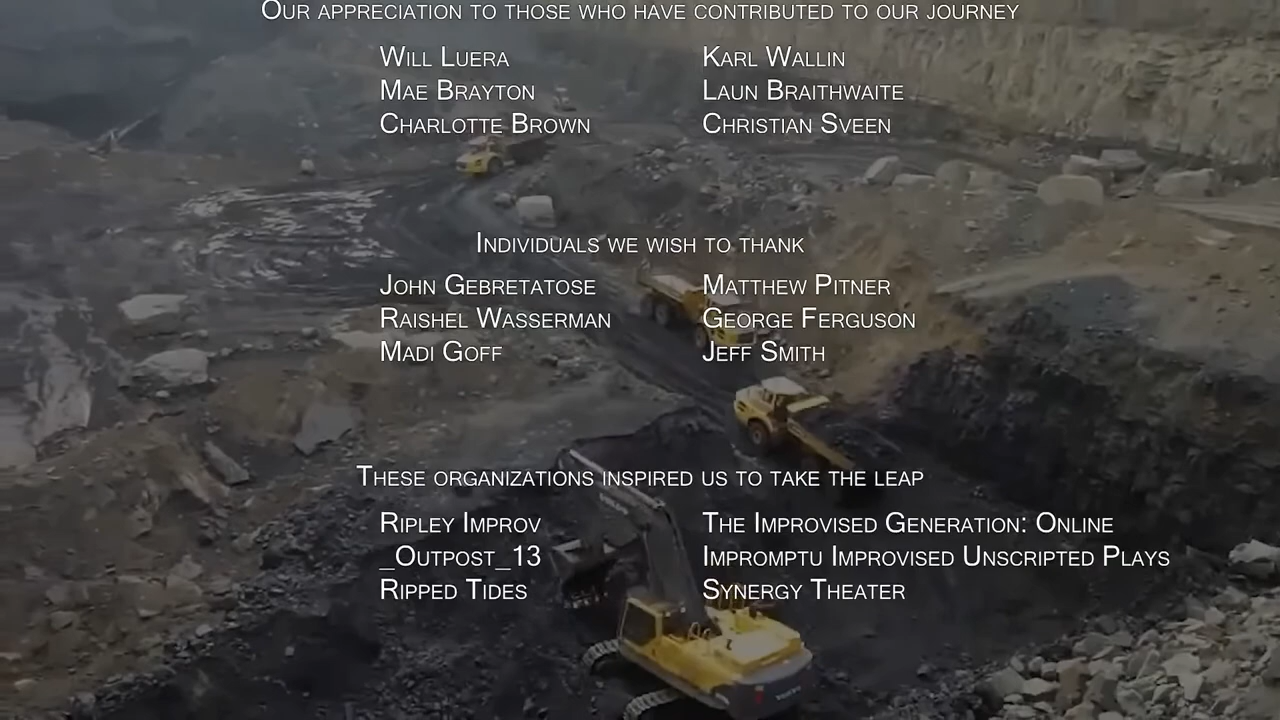 Our appreciation to those who have contributed to our journey
Will Luera
Karl Wallin
Mae Brayton
Laun Braithwaite
Charlotte Brown
Christian Sveen
Individuals we wish to thank
John Gebretatose
Matthew Pitner
Raishel Wasserman
George Ferguson
Madi Goff
Jeff Smith
These organizations inspired us to take the leap
Ripley Improv
The Improvised Generation: Online
_Outpost_13
Impromptu Improvised Unscripted Plays
Ripped Tides
Synergy Theater